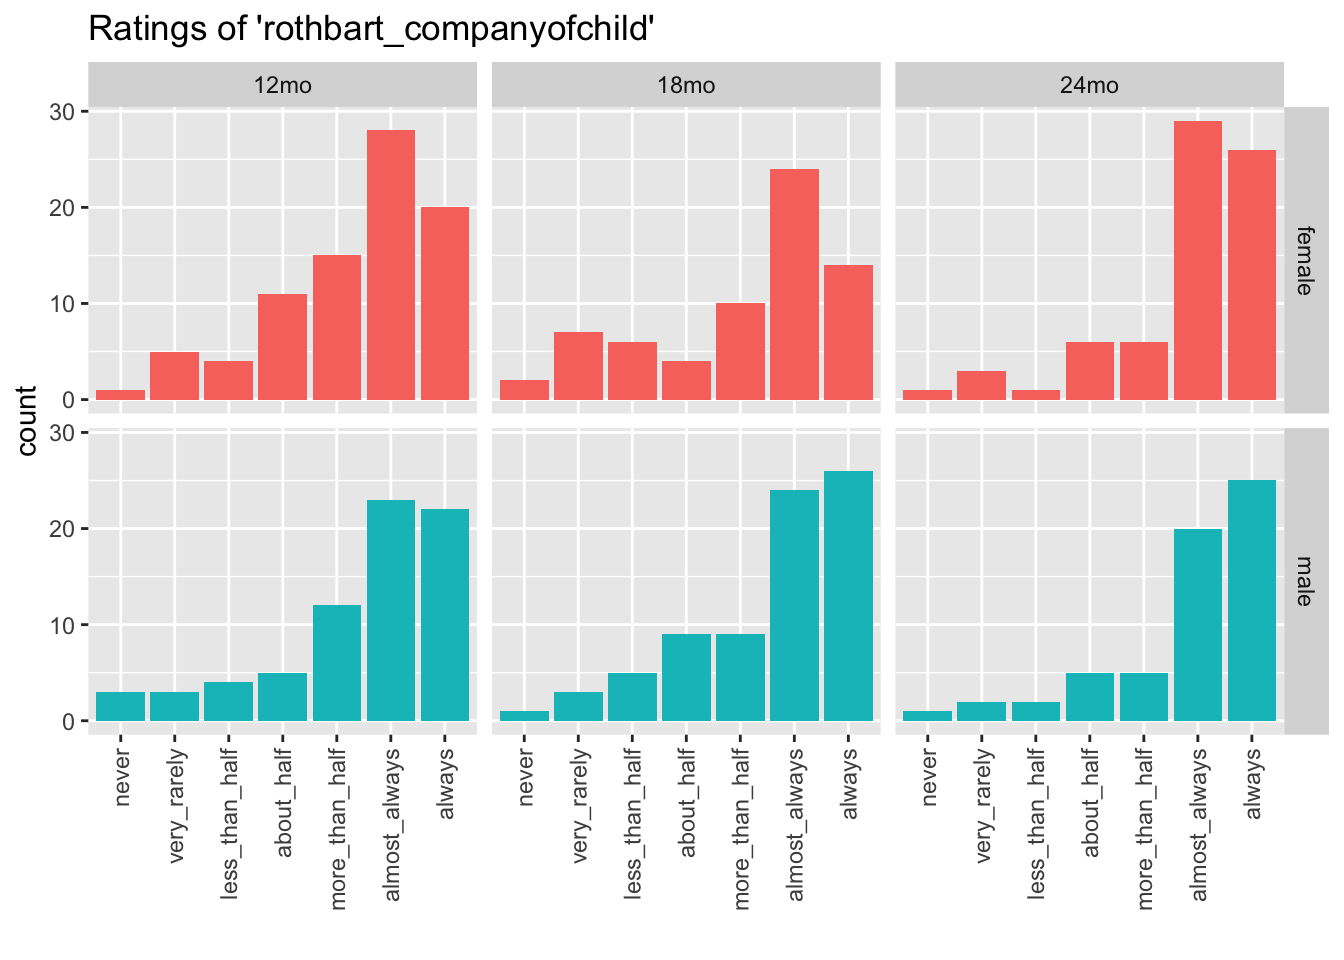 Ratings of 'rothbart_companyofchild'
12mo 18mo 24mo
30
20
10
0
female
count
30
20
10
0
male
never very_rarely less_than_half about_half more_than_half almost_always always
never very_rarely less_than_half about_half more_than_half almost_always always
never very_rarely less_than_half about_half more_than_half almost_always always